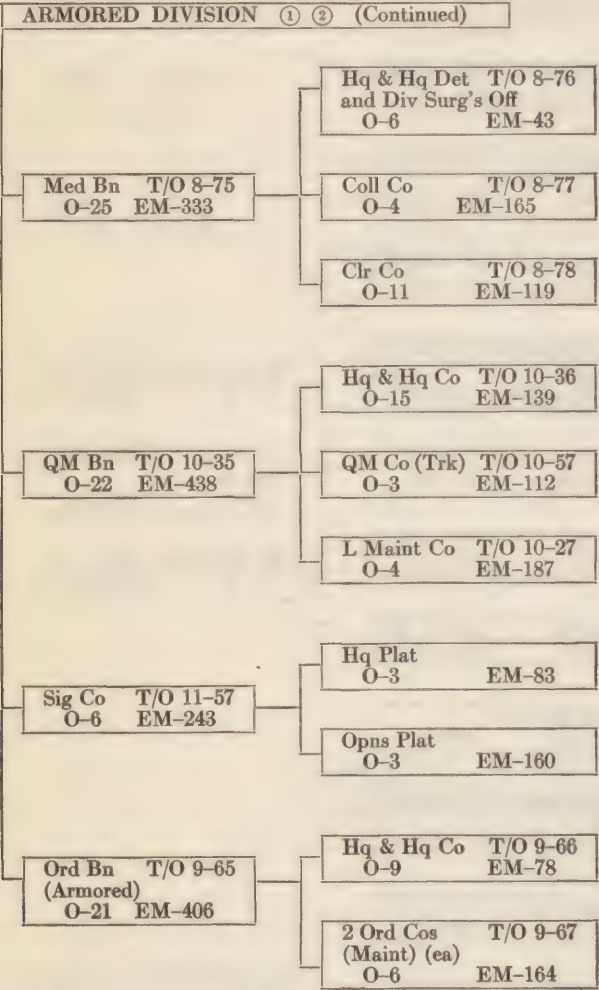 ARMORED DIVISION ① ② (Continued)
Hq & Hq Det T/O 8–76
and Div Surg's Off
O–6 EM–43
Med Bn T/O 8–75
O–25 EM–333
Coll Co T/O 8–77
O–4 EM–165
Clr Co T/O 8–78
O–11 EM–119
Hq & Hq Co T/O 10–36
O–15 EM–139
QM Bn T/O 10–35
O–22 EM–438
QM Co (Trk) T/O 10–57
O–3 EM–112
L Maint Co T/O 10–27
O–4 EM–187
Hq Plat
O–3 EM–83
Sig Co T/O 11–57
O–6 EM–243
Opns Plat
O–3 EM–160
Hq & Hq Co T/O 9–66
O–9 EM–78
Ord Bn T/O 9–65
(Armored)
O–21 EM–406
2 Ord Cos T/O 9–67
(Maint) (ea)
O–6 EM–164